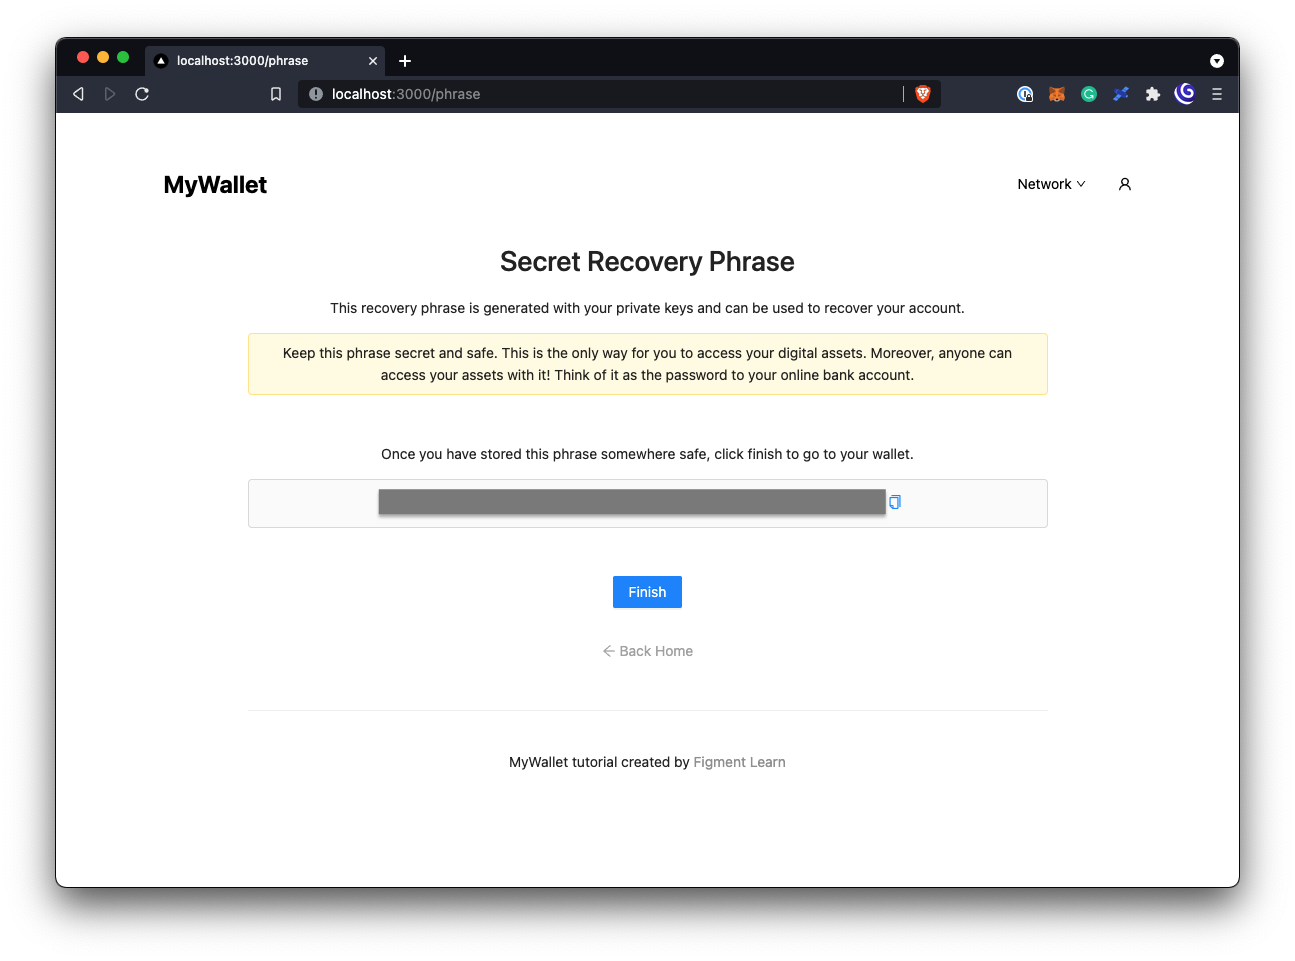 localhost:3000/phrase
localhost:3000/phrase
MyWallet
Network
Secret Recovery Phrase
This recovery phrase is generated with your private keys and can be used to recover your account.
Keep this phrase secret and safe. This is the only way for you to access your digital assets. Moreover, anyone can
access your assets with it! Think of it as the password to your online bank account.
Once you have stored this phrase somewhere safe, click finish to go to your wallet.
Finish
Back Home
MyWallet tutorial created by Figment Learn